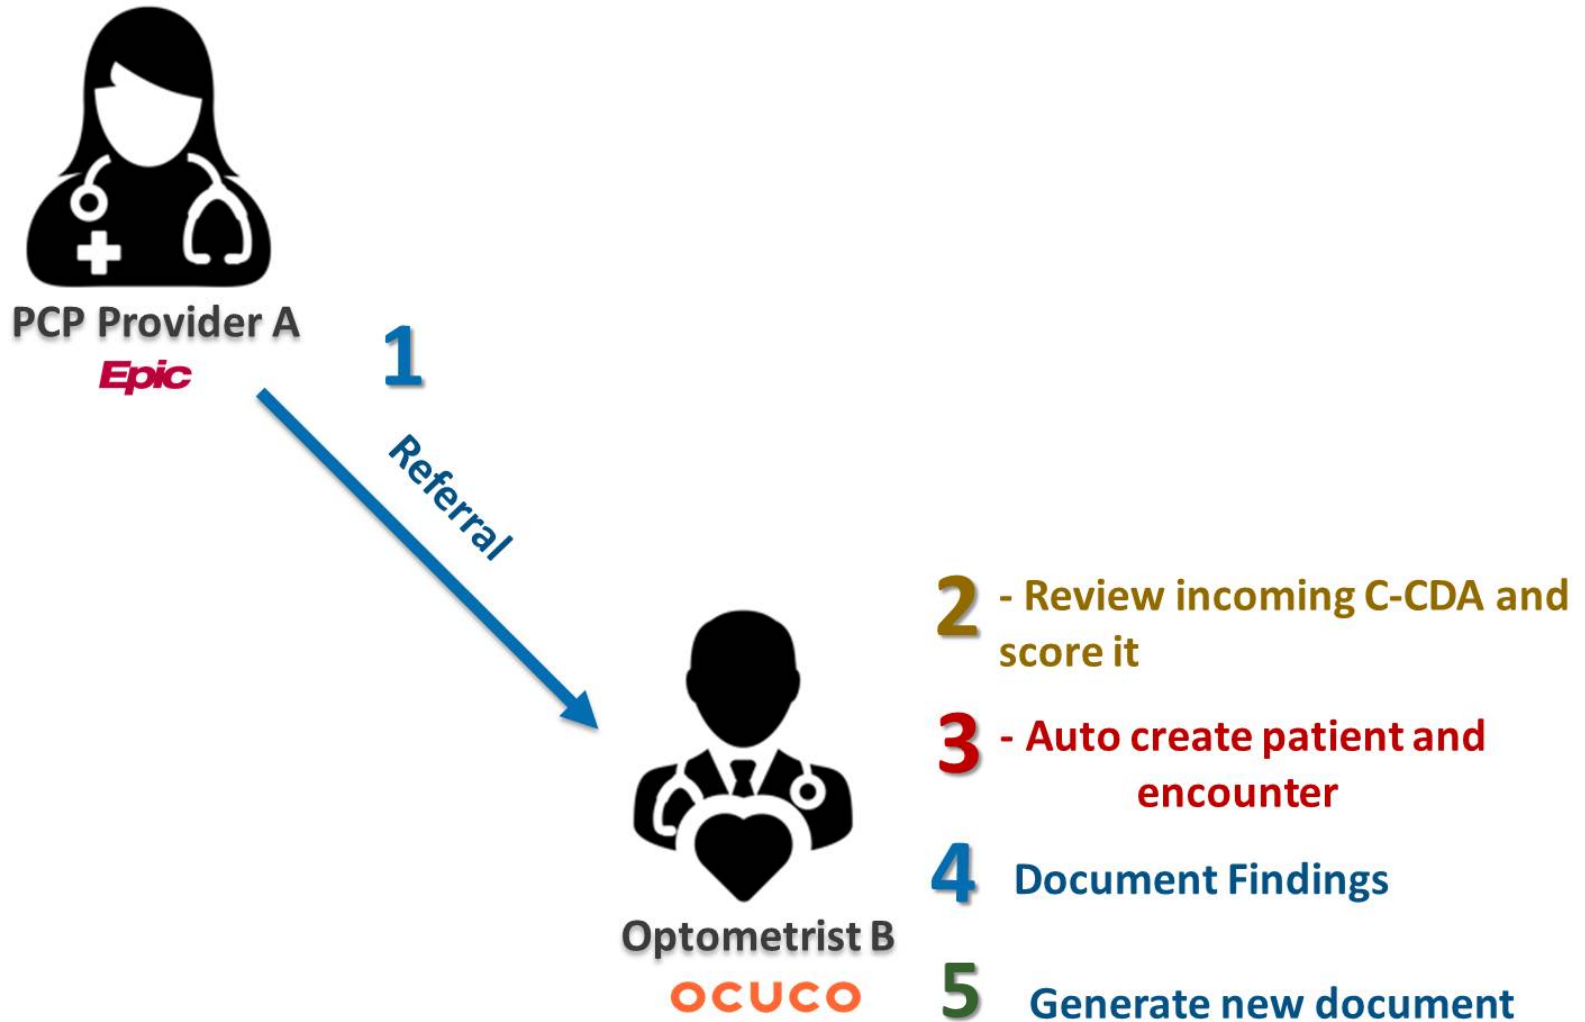 PCP Provider A
Epic
1
Referral
Optometrist B
OCUCO
2 - Review incoming C-CDA and
score it
3 - Auto create patient and
encounter
4 Document Findings
5 Generate new document